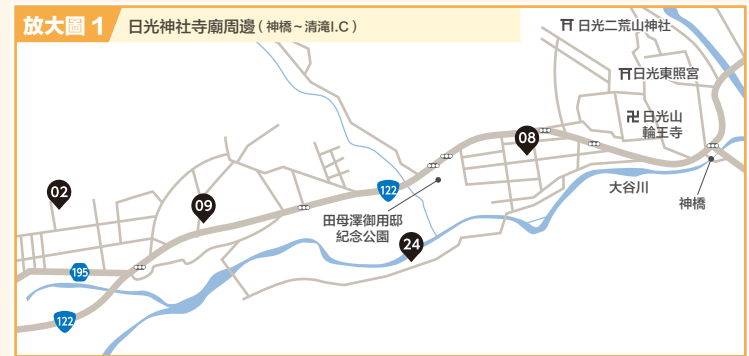 放大圖 1 日光神社寺廟周邊 ( 神橋~清滝I.C )
日光二荒山神社
日光東照宮
卍日光山
輪王寺
08
02
122
大谷川
09
神橋
田母澤御用邸
紀念公園
24
195
122